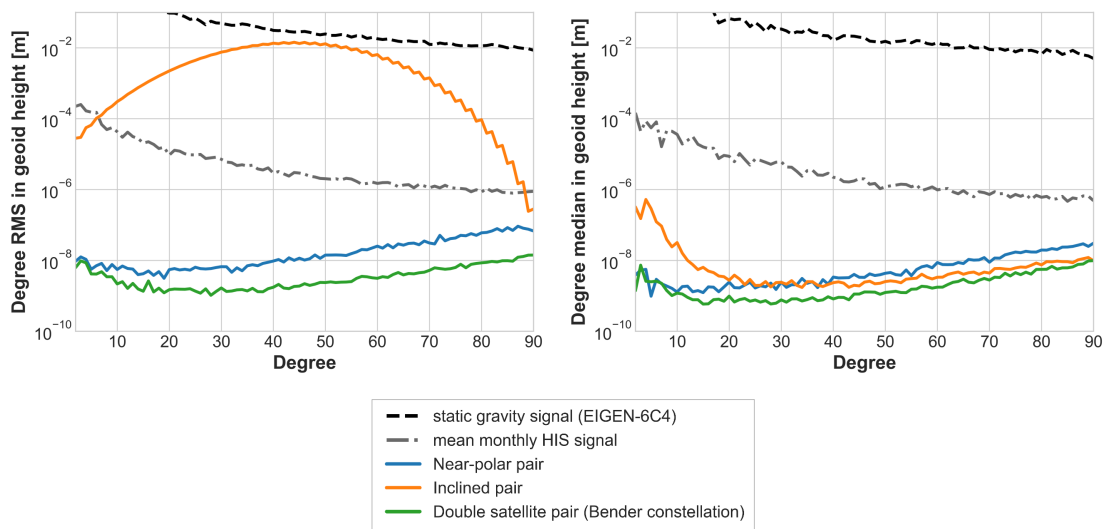 Degree RMS in geoid height [m]
10⁻²
10⁻⁴
10⁻⁶
10⁻⁸
10⁻¹⁰
10 20 30 40 50 60 70 80 90
Degree
Degree median in geoid height [m]
10⁻²
10⁻⁴
10⁻⁶
10⁻⁸
10⁻¹⁰
10 20 30 40 50 60 70 80 90
Degree
static gravity signal (EIGEN-6C4)
mean monthly HIS signal
Near-polar pair
Inclined pair
Double satellite pair (Bender constellation)